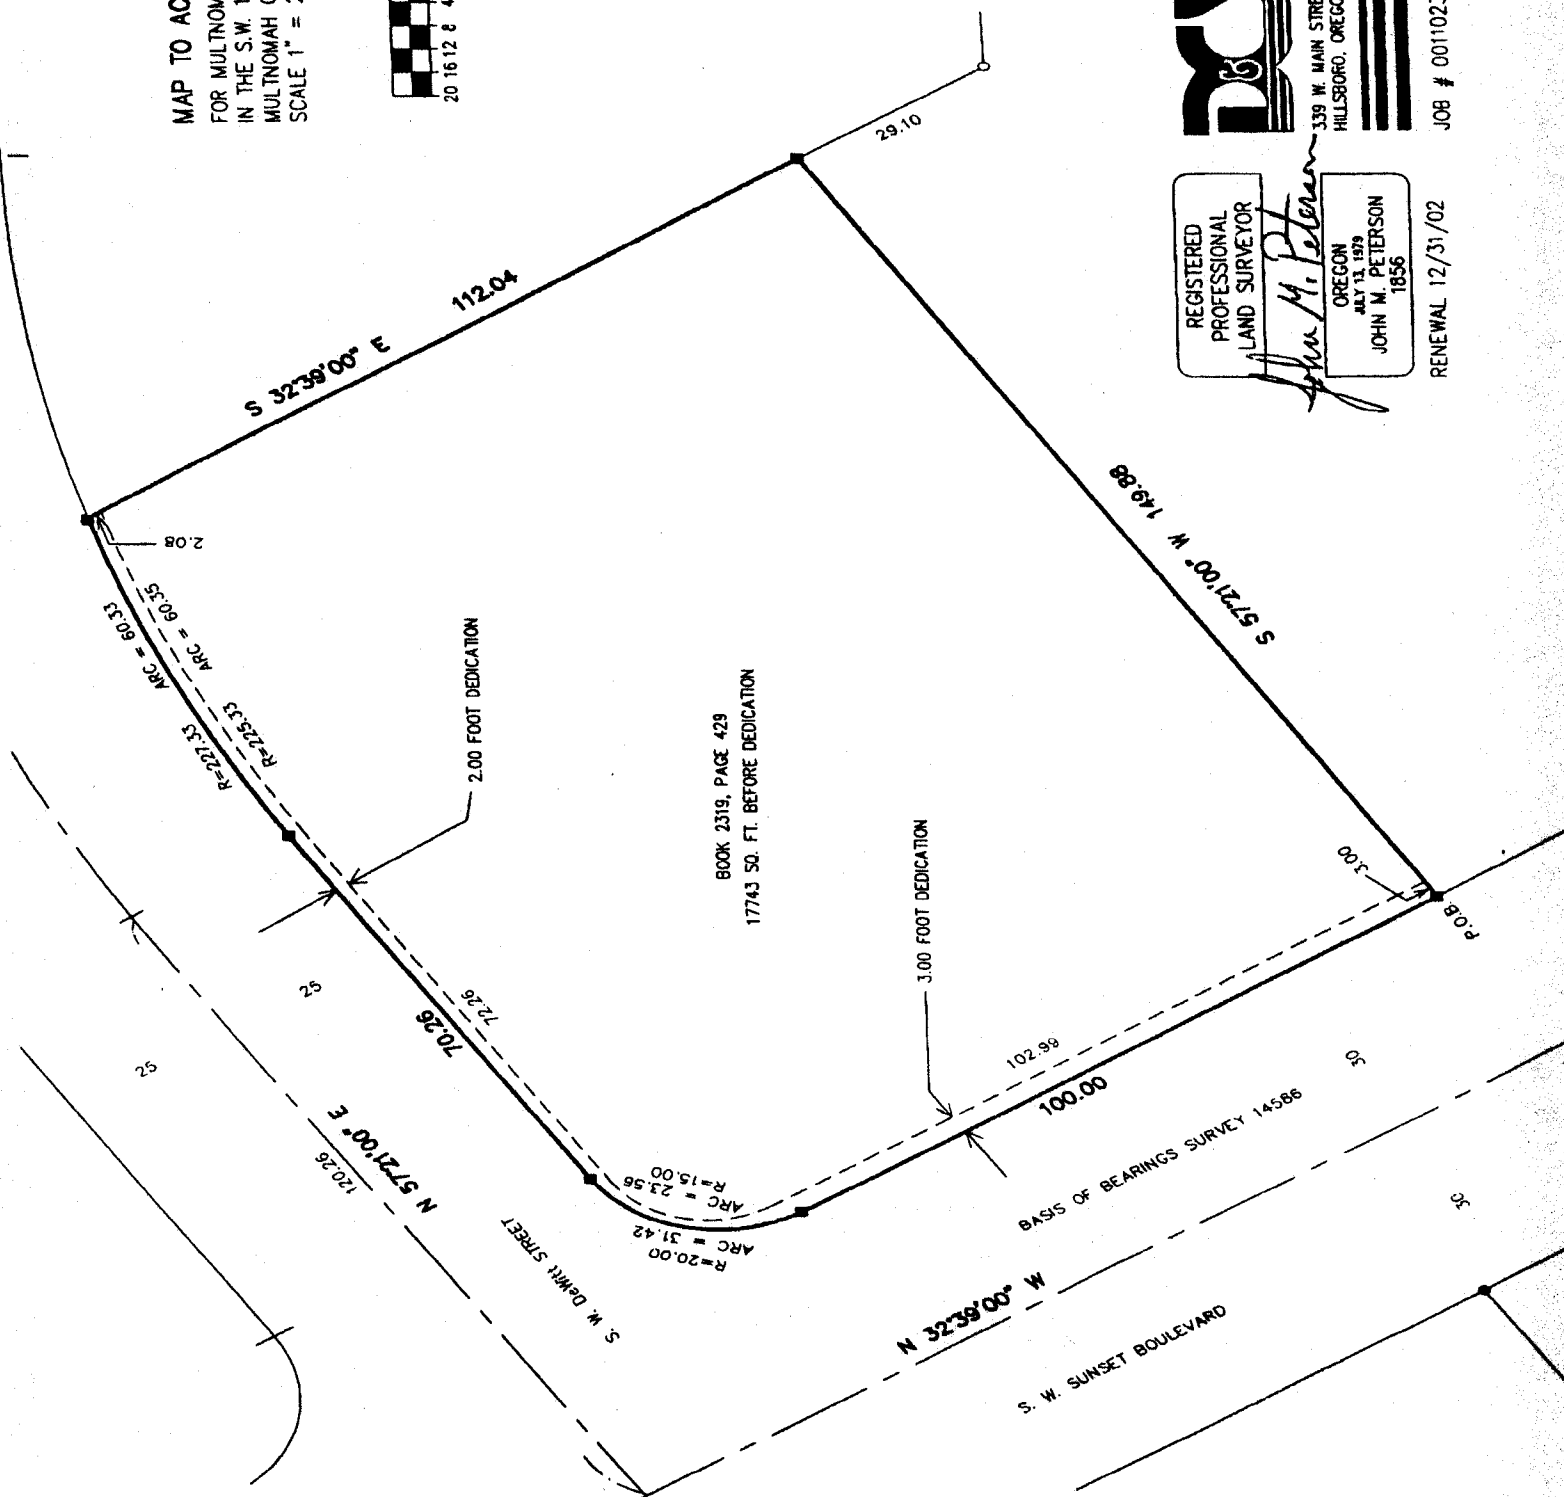 MAP TO AC
FOR MULTNOM
IN THE S.W. 1
MULTNOMAH C
SCALE 1" = 2
20 16 12 8 4
29.10
112.04
S 32°39'00" E
2.08
ARC = 60.33
ARC = 60.35
R=227.33
R=225.33
2.00 FOOT DEDICATION
S 57°21'00" W 149.88
BOOK 2319, PAGE 429
17743 SQ. FT. BEFORE DEDICATION
3.00 FOOT DEDICATION
3.00
P.O.B.
25
25
70.26
72.26
N 57°21'00" E
120.26
S. W. DeWitt STREET
R=15.00
ARC = 23.56
ARC = 31.42
R=20.00
102.99
100.00
30
BASIS OF BEARINGS SURVEY 14586
30
N 32°39'00" W
S. W. SUNSET BOULEVARD
REGISTERED
PROFESSIONAL
LAND SURVEYOR
John M. Peterson
OREGON
JULY 13, 1979
JOHN M. PETERSON
1856
RENEWAL 12/31/02
D&C
339 W. MAIN STRE
HILLSBORO, OREGO
JOB # 001102